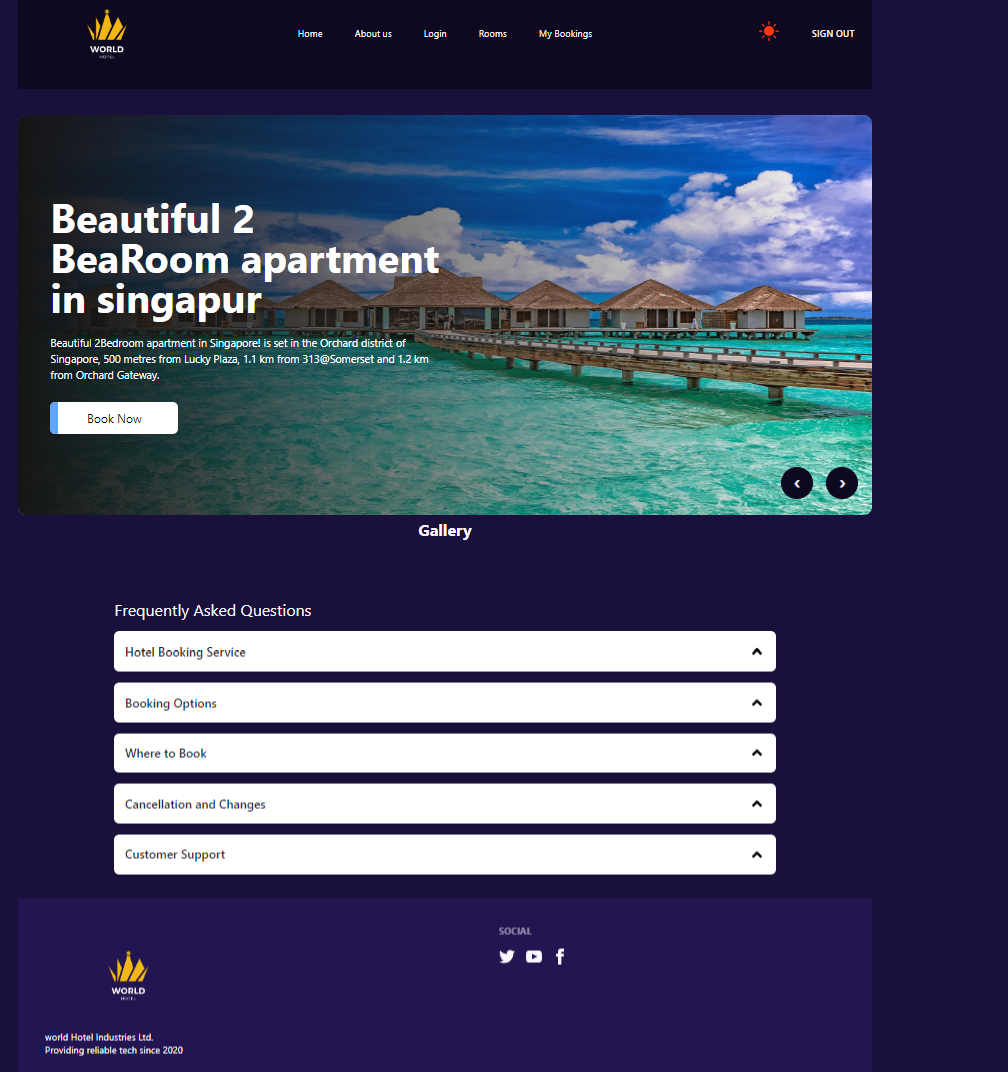 WORLD
HOTEL
Home About us Login Rooms My Bookings SIGN OUT
Beautiful 2
BeaRoom apartment
in singapur
Beautiful 2Bedroom apartment in Singapore! is set in the Orchard district of
Singapore, 500 metres from Lucky Plaza, 1.1 km from 313@Somerset and 1.2 km
from Orchard Gateway.
Book Now
Gallery
Frequently Asked Questions
Hotel Booking Service
Booking Options
Where to Book
Cancellation and Changes
Customer Support
SOCIAL
WORLD
HOTEL
world Hotel Industries Ltd.
Providing reliable tech since 2020